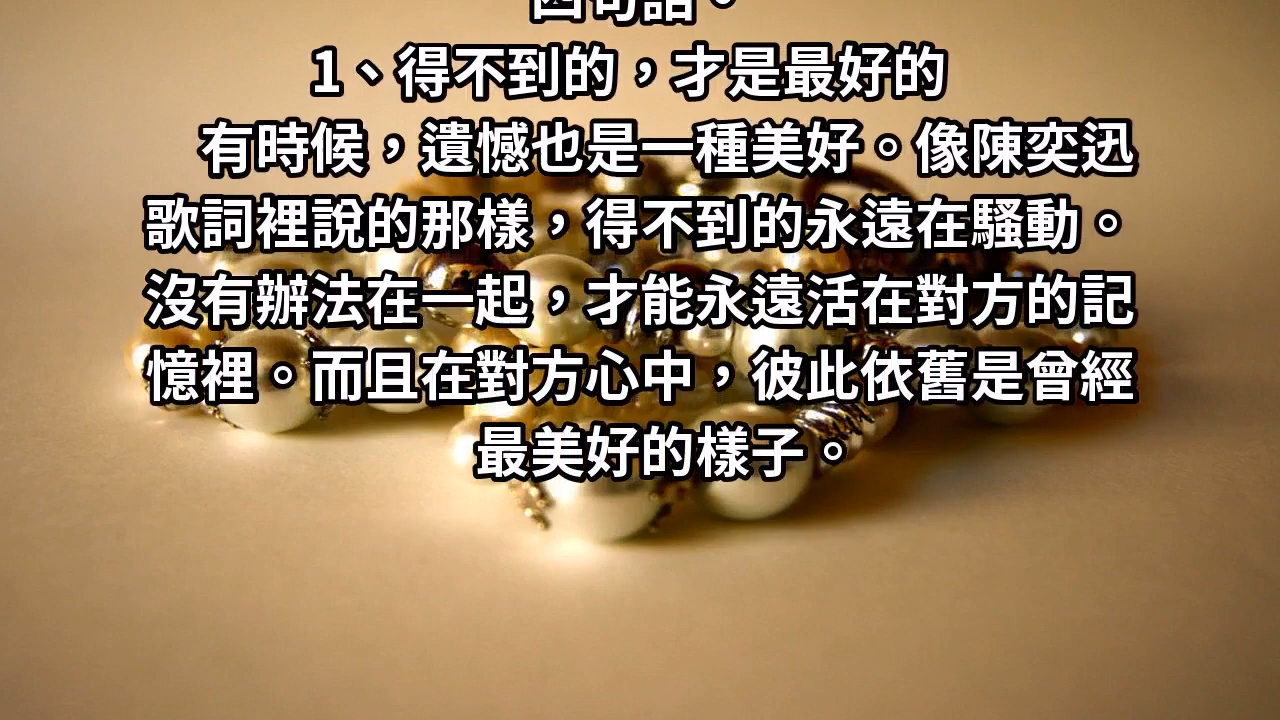 四句話。
1、得不到的，才是最好的
有時候，遺憾也是一種美好。像陳奕迅
歌詞裡說的那樣，得不到的永遠在騷動。
沒有辦法在一起，才能永遠活在對方的記
憶裡。而且在對方心中，彼此依舊是曾經
最美好的樣子。